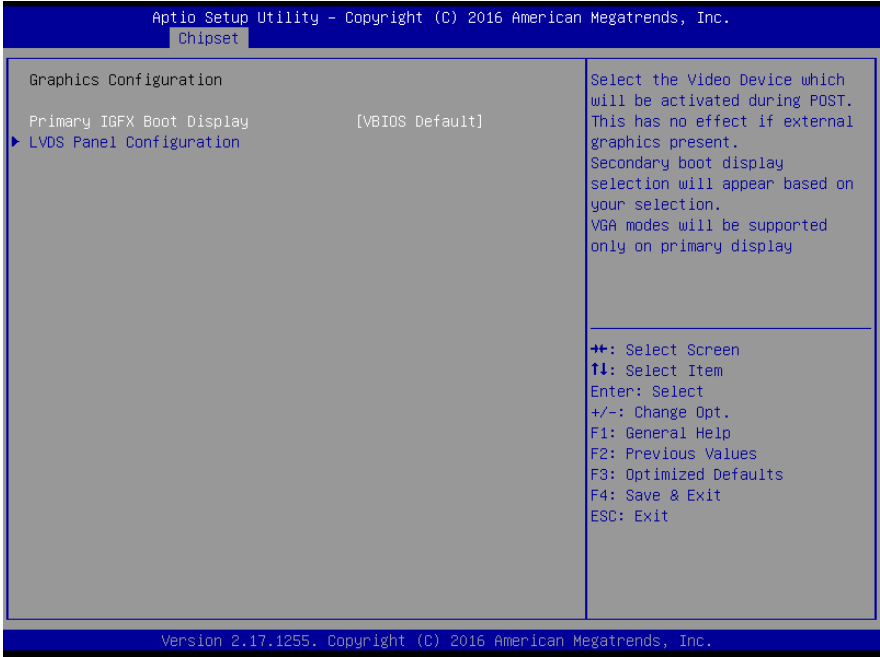 Aptio Setup Utility – Copyright (C) 2016 American Megatrends, Inc.
Chipset
Graphics Configuration
Primary IGFX Boot Display [VBIOS Default]
▶ LVDS Panel Configuration
Select the Video Device which
will be activated during POST.
This has no effect if external
graphics present.
Secondary boot display
selection will appear based on
your selection.
VGA modes will be supported
only on primary display
→←: Select Screen
↑↓: Select Item
Enter: Select
+/-: Change Opt.
F1: General Help
F2: Previous Values
F3: Optimized Defaults
F4: Save & Exit
ESC: Exit
Version 2.17.1255. Copyright (C) 2016 American Megatrends, Inc.